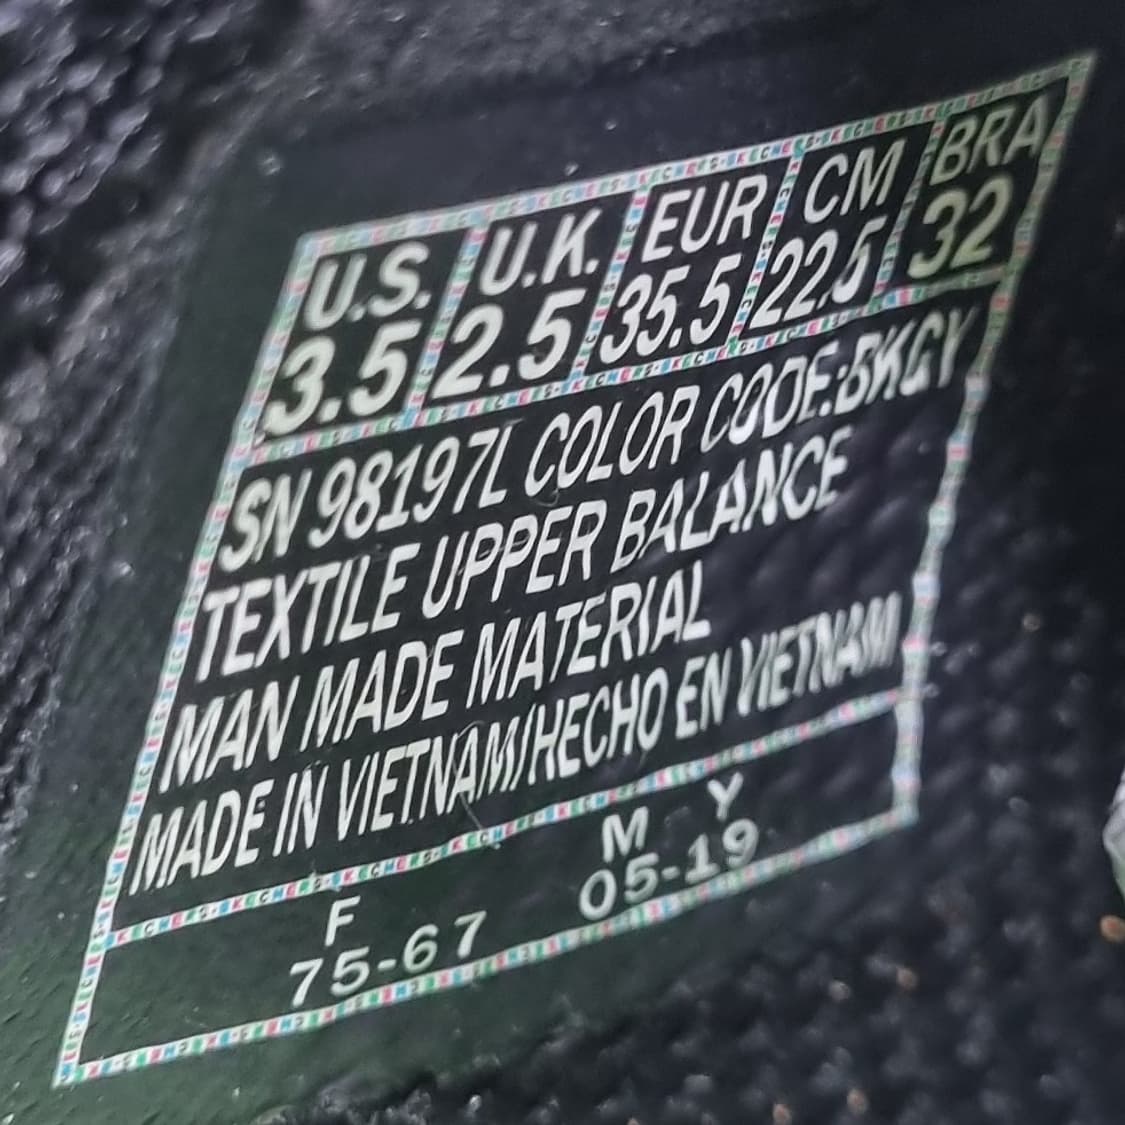 U.S. U.K. EUR CM BRA
3.5 2.5 35.5 22.5 32
SN 98197L COLOR CODE:BKGY
TEXTILE UPPER BALANCE
MAN MADE MATERIAL
MADE IN VIETNAM/HECHO EN VIETNAM
F M Y
75-67 05-19